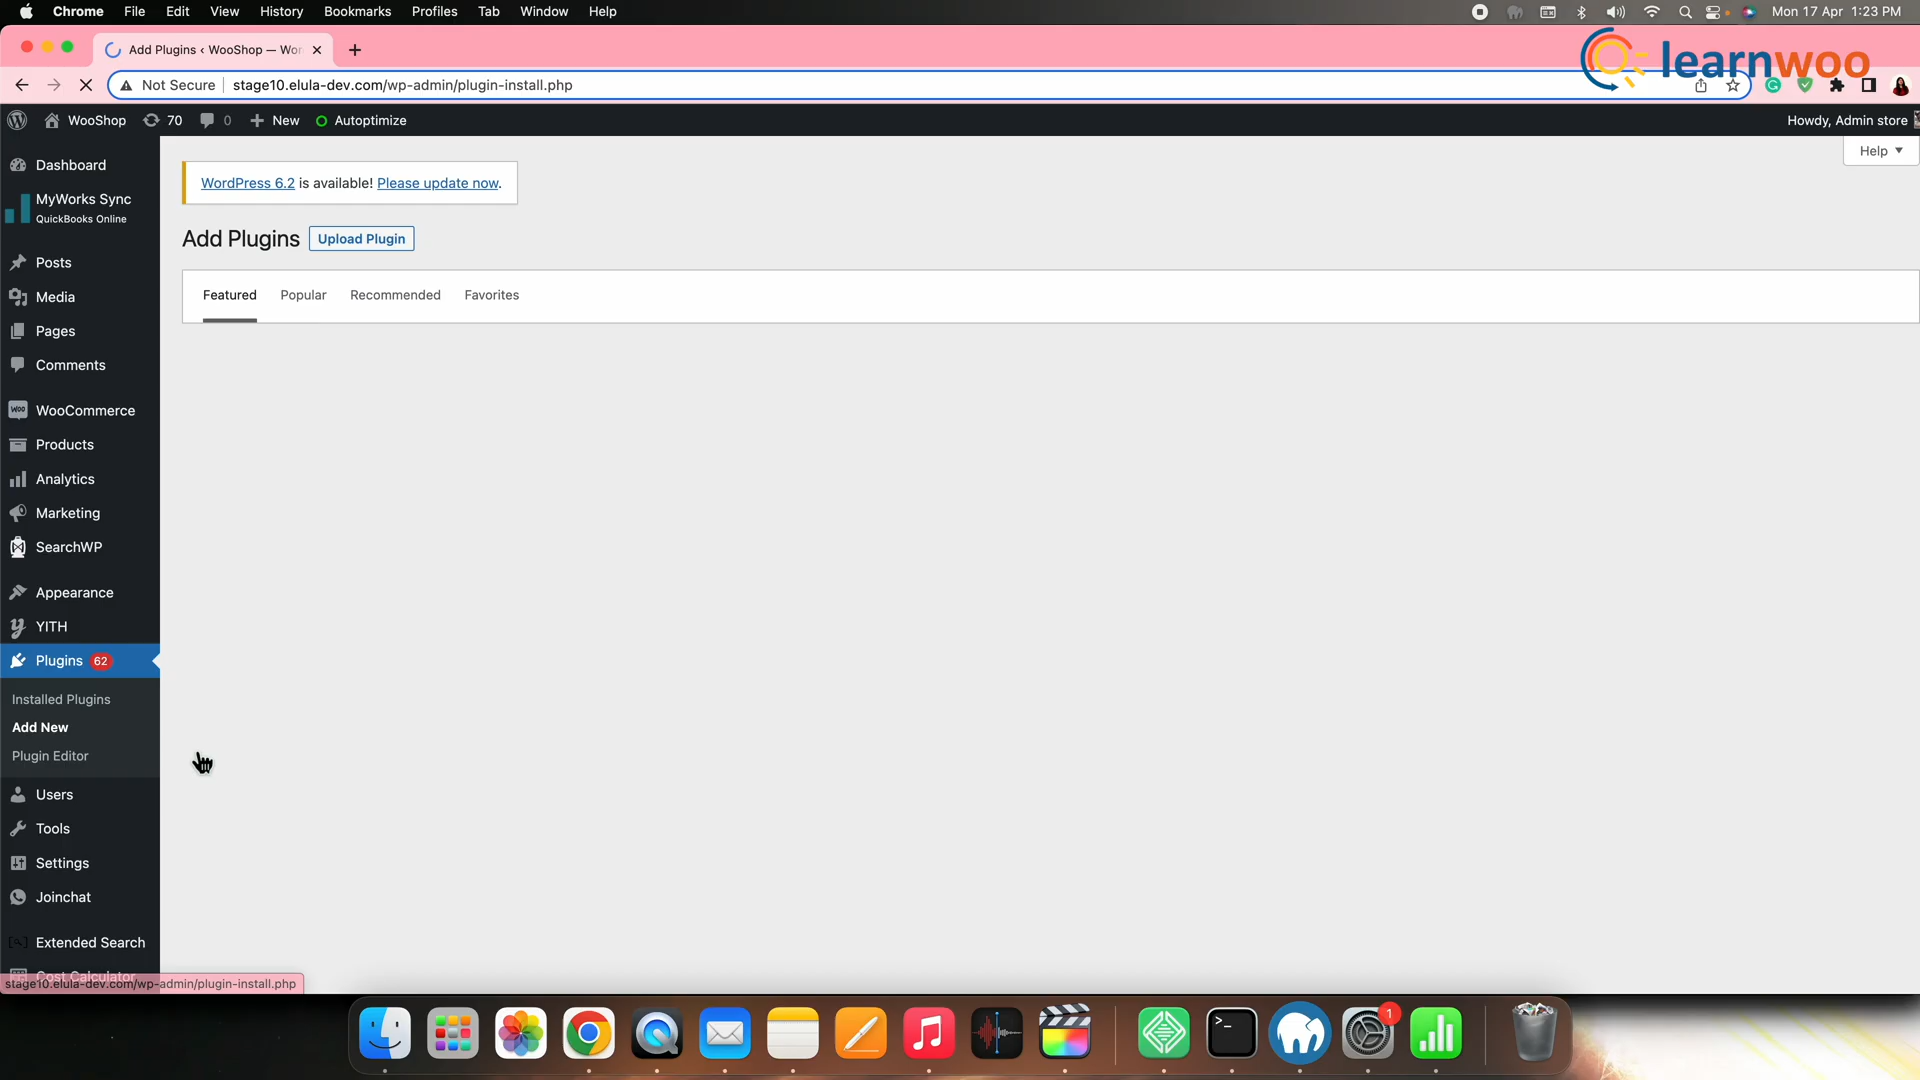 Chrome File Edit View History Bookmarks Profiles Tab Window Help Mon 17 Apr 1:23 PM
Add Plugins ‹ WooShop — Wor
learnwoo
Not Secure stage10.elula-dev.com/wp-admin/plugin-install.php
WooShop 70 0 New Autoptimize Howdy, Admin store
Help
Dashboard
MyWorks Sync
QuickBooks Online
Posts
Media
Pages
Comments
Woo WooCommerce
Products
Analytics
Marketing
SearchWP
Appearance
YITH
Plugins 62
Installed Plugins
Add New
Plugin Editor
Users
Tools
Settings
Joinchat
Extended Search
Cost Calculator
WordPress 6.2 is available! Please update now.
Add Plugins Upload Plugin
Featured Popular Recommended Favorites
stage10.elula-dev.com/wp-admin/plugin-install.php
1